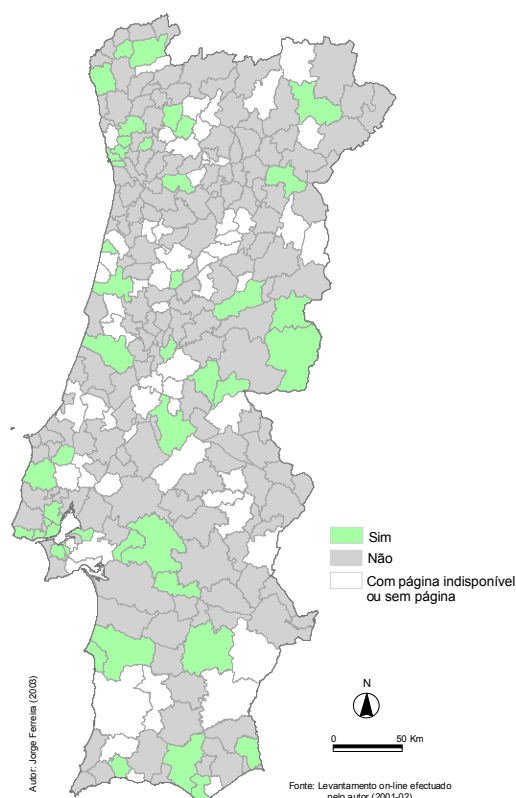 Sim
Não
Com página indisponível
ou sem página
N
0 50 Km
Autor: Jorge Ferreira (2003)
Fonte: Levantamento on-line efectuado
pelo autor (2001-02)